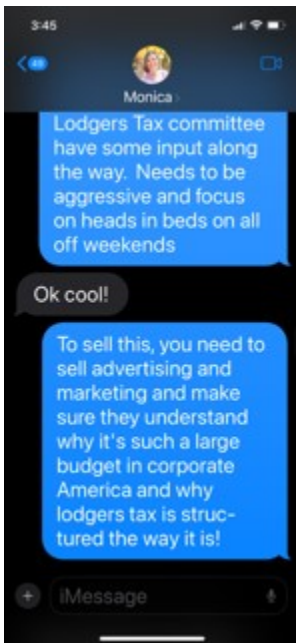 3:45
49
Monica
Lodgers Tax committee
have some input along
the way. Needs to be
aggressive and focus
on heads in beds on all
off weekends
Ok cool!
To sell this, you need to
sell advertising and
marketing and make
sure they understand
why it's such a large
budget in corporate
America and why
lodgers tax is struc-
tured the way it is!
iMessage